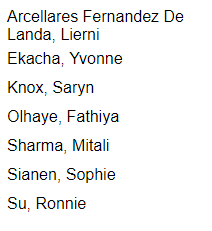 Arcellares Fernandez De
Landa, Lierni
Ekacha, Yvonne
Knox, Saryn
Olhaye, Fathiya
Sharma, Mitali
Sianen, Sophie
Su, Ronnie